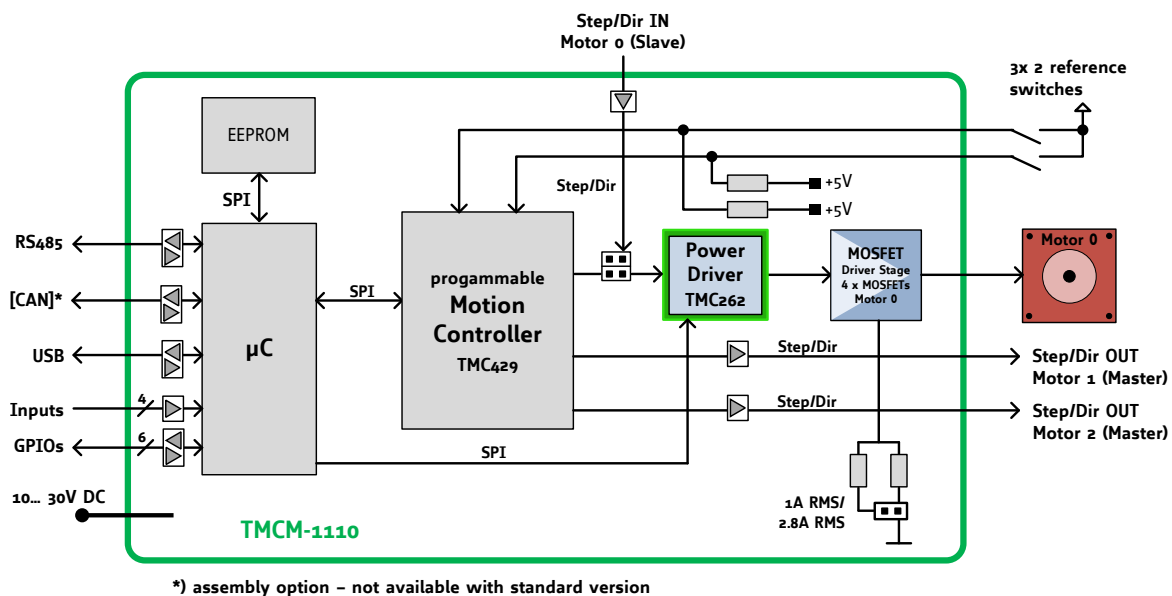 Step/Dir IN
Motor 0 (Slave)
3x 2 reference
switches
EEPROM
SPI
Step/Dir
+5V
+5V
RS485
[CAN]*
USB
Inputs
4
GPIOs
6
µC
SPI
progammable
Motion
Controller
TMC429
Power
Driver
TMC262
MOSFET
Driver Stage
4 x MOSFETs
Motor 0
Motor 0
Step/Dir
Step/Dir OUT
Motor 1 (Master)
Step/Dir
Step/Dir OUT
Motor 2 (Master)
SPI
10... 30V DC
1A RMS/
2.8A RMS
TMCM-1110
*) assembly option – not available with standard version